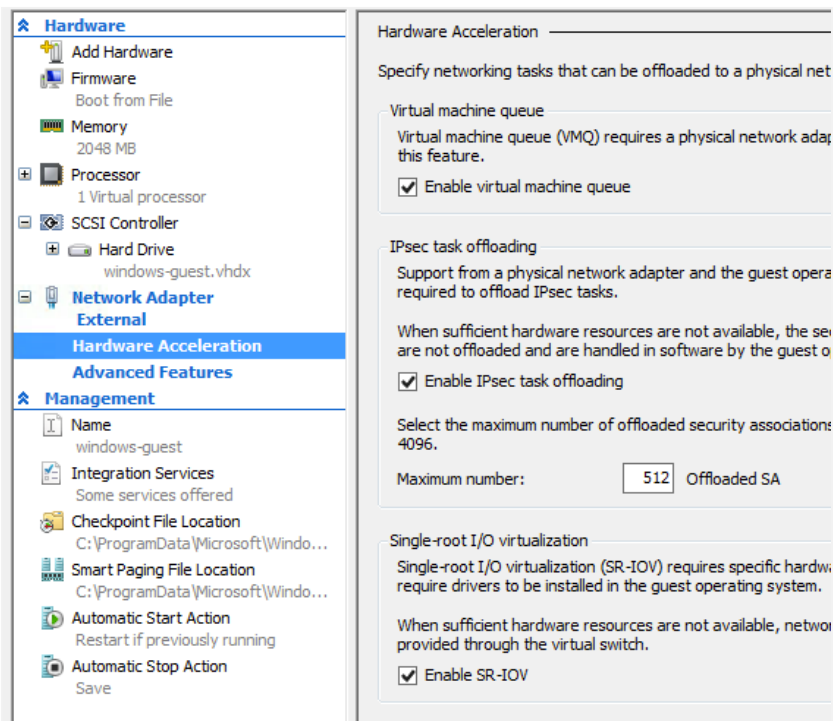 Hardware
Add Hardware
Firmware
Boot from File
Memory
2048 MB
Processor
1 Virtual processor
SCSI Controller
Hard Drive
windows-guest.vhdx
Network Adapter
External
Hardware Acceleration
Advanced Features
Management
Name
windows-guest
Integration Services
Some services offered
Checkpoint File Location
C:\ProgramData\Microsoft\Windo...
Smart Paging File Location
C:\ProgramData\Microsoft\Windo...
Automatic Start Action
Restart if previously running
Automatic Stop Action
Save
Hardware Acceleration
Specify networking tasks that can be offloaded to a physical net
Virtual machine queue
Virtual machine queue (VMQ) requires a physical network adap
this feature.
Enable virtual machine queue
IPsec task offloading
Support from a physical network adapter and the guest opera
required to offload IPsec tasks.
When sufficient hardware resources are not available, the se
are not offloaded and are handled in software by the guest o
Enable IPsec task offloading
Select the maximum number of offloaded security associations
4096.
Maximum number: 512 Offloaded SA
Single-root I/O virtualization
Single-root I/O virtualization (SR-IOV) requires specific hardwa
require drivers to be installed in the guest operating system.
When sufficient hardware resources are not available, networ
provided through the virtual switch.
Enable SR-IOV